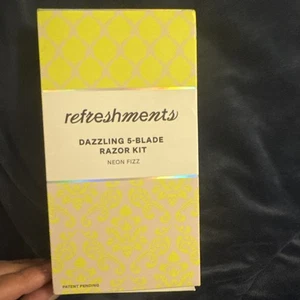 refreshments
DAZZLING 5-BLADE
RAZOR KIT
NEON FIZZ
PATENT PENDING